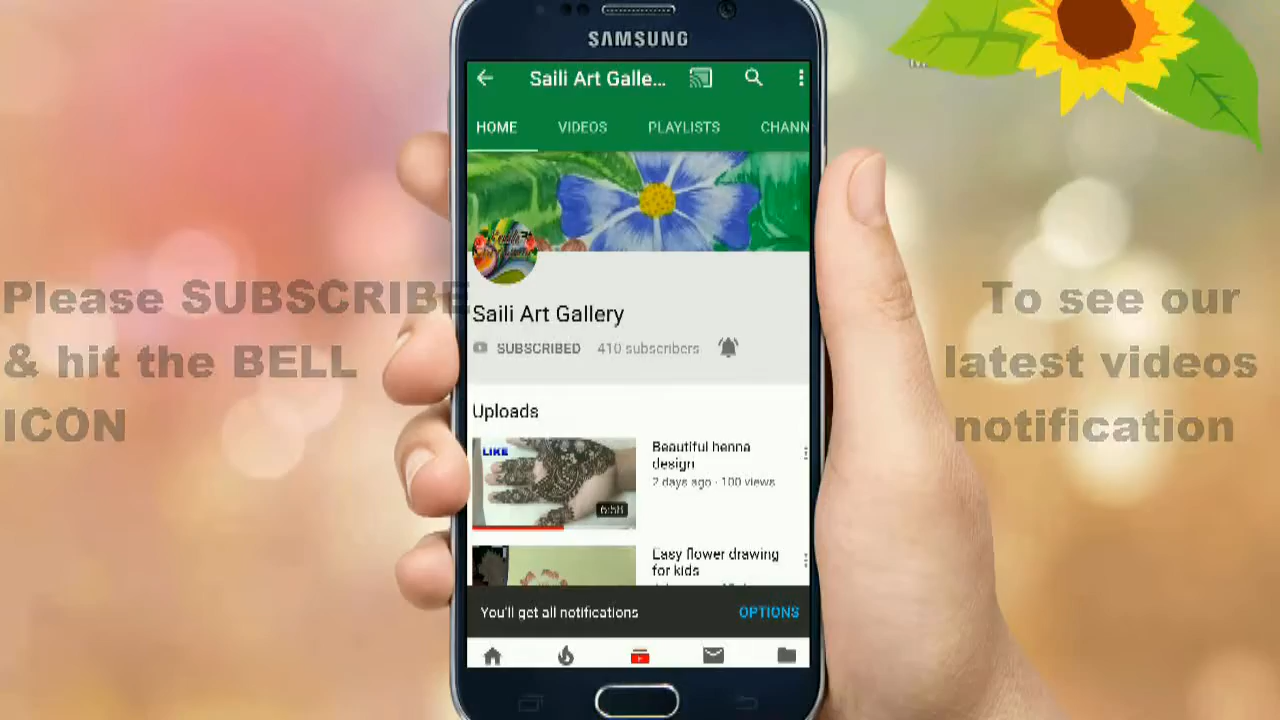 SAMSUNG
Saili Art Galle...
HOME VIDEOS PLAYLISTS CHANN
Saili Art Gallery
SUBSCRIBED 410 subscribers
Please SUBSCRIBE
& hit the BELL
ICON
To see our
latest videos
notification
Uploads
LIKE
6:58
Beautiful henna
design
2 days ago · 100 views
Easy flower drawing
for kids
You'll get all notifications OPTIONS